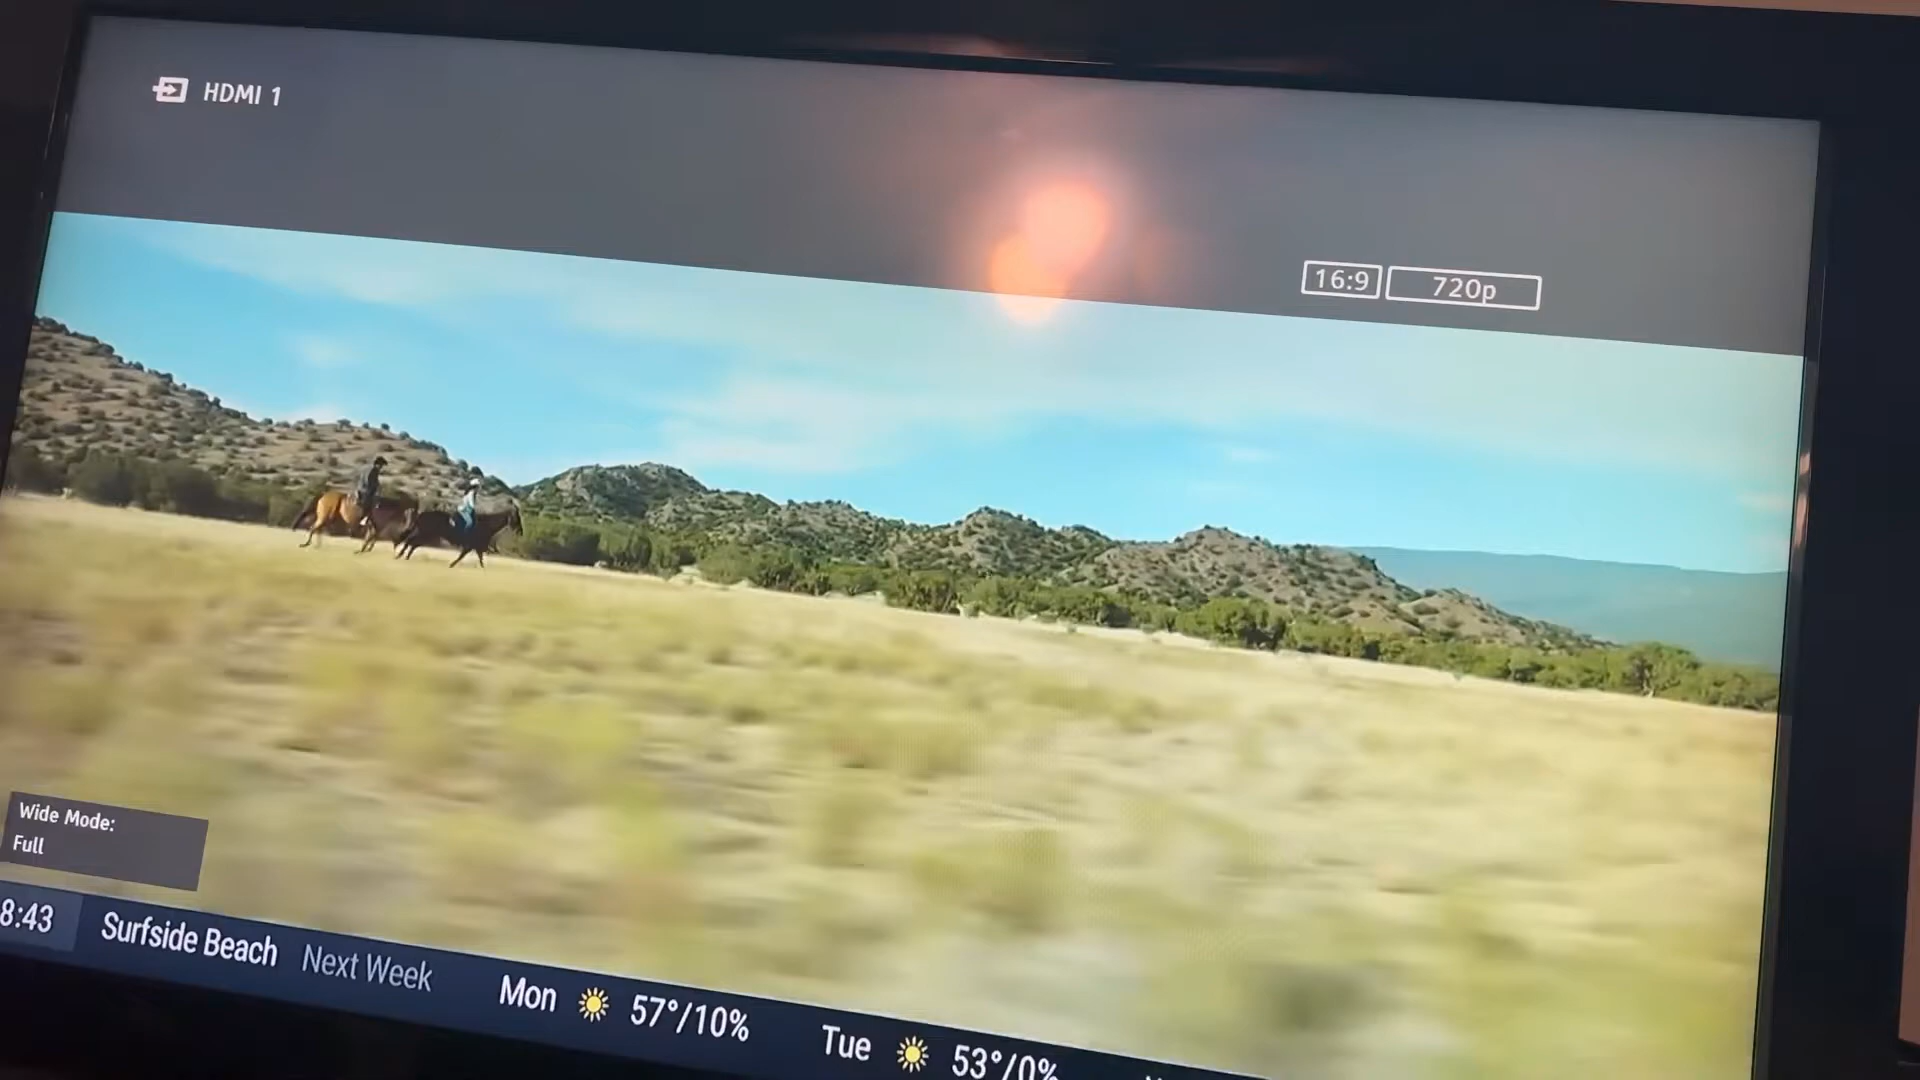 HDMI 1
16:9 720p
Wide Mode:
Full
8:43 Surfside Beach Next Week Mon 57°/10% Tue 53°/0%